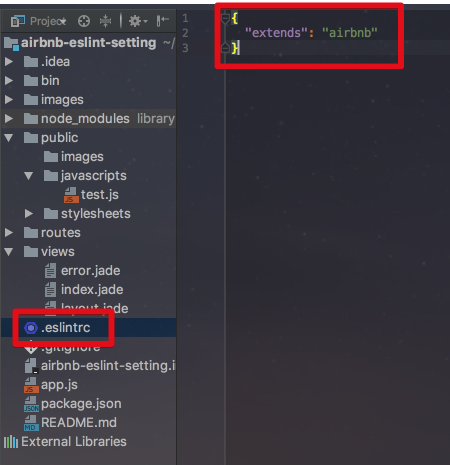 Project
airbnb-eslint-setting ~/
.idea
bin
images
node_modules library
public
images
javascripts
test.js
stylesheets
routes
views
error.jade
index.jade
layout.jade
.eslintrc
.gitignore
airbnb-eslint-setting.i
app.js
package.json
README.md
External Libraries
1 {
2 "extends": "airbnb"
3 }